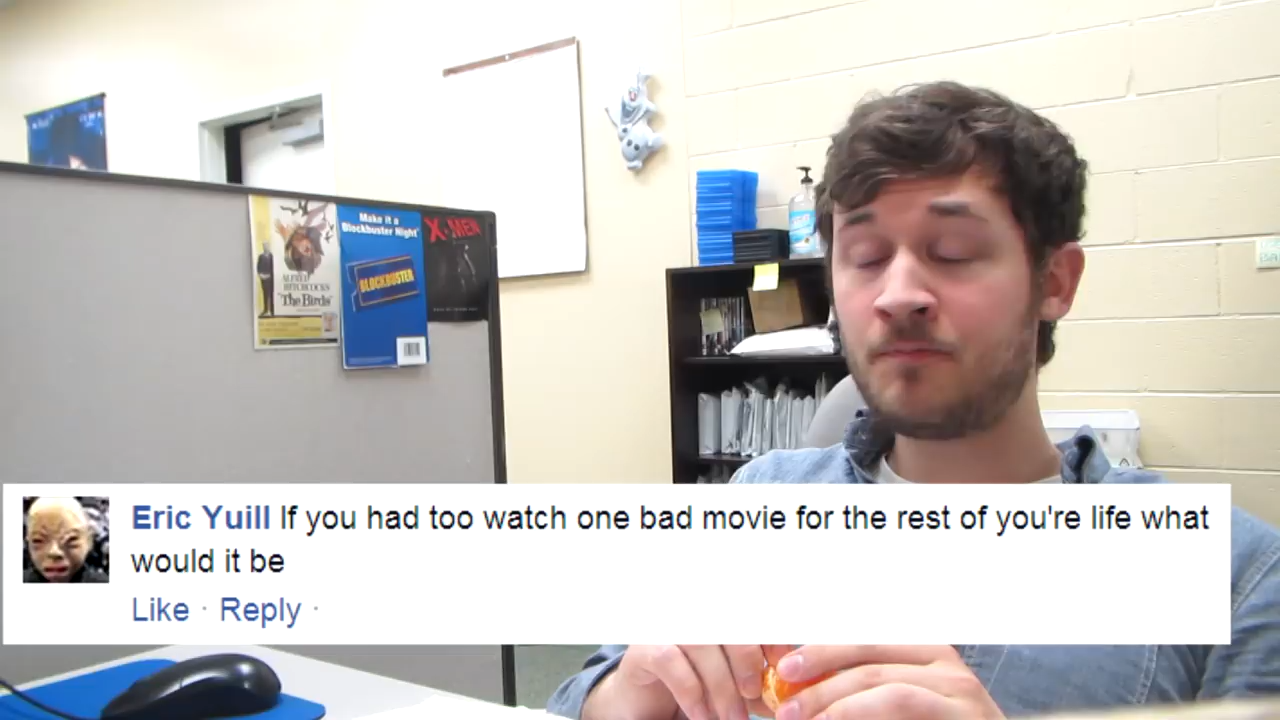 ALFRED
HITCHCOCK'S
"The Birds"
Make it a
Blockbuster Night
BLOCKBUSTER
X-MEN
Eric Yuill If you had too watch one bad movie for the rest of you're life what
would it be
Like · Reply ·